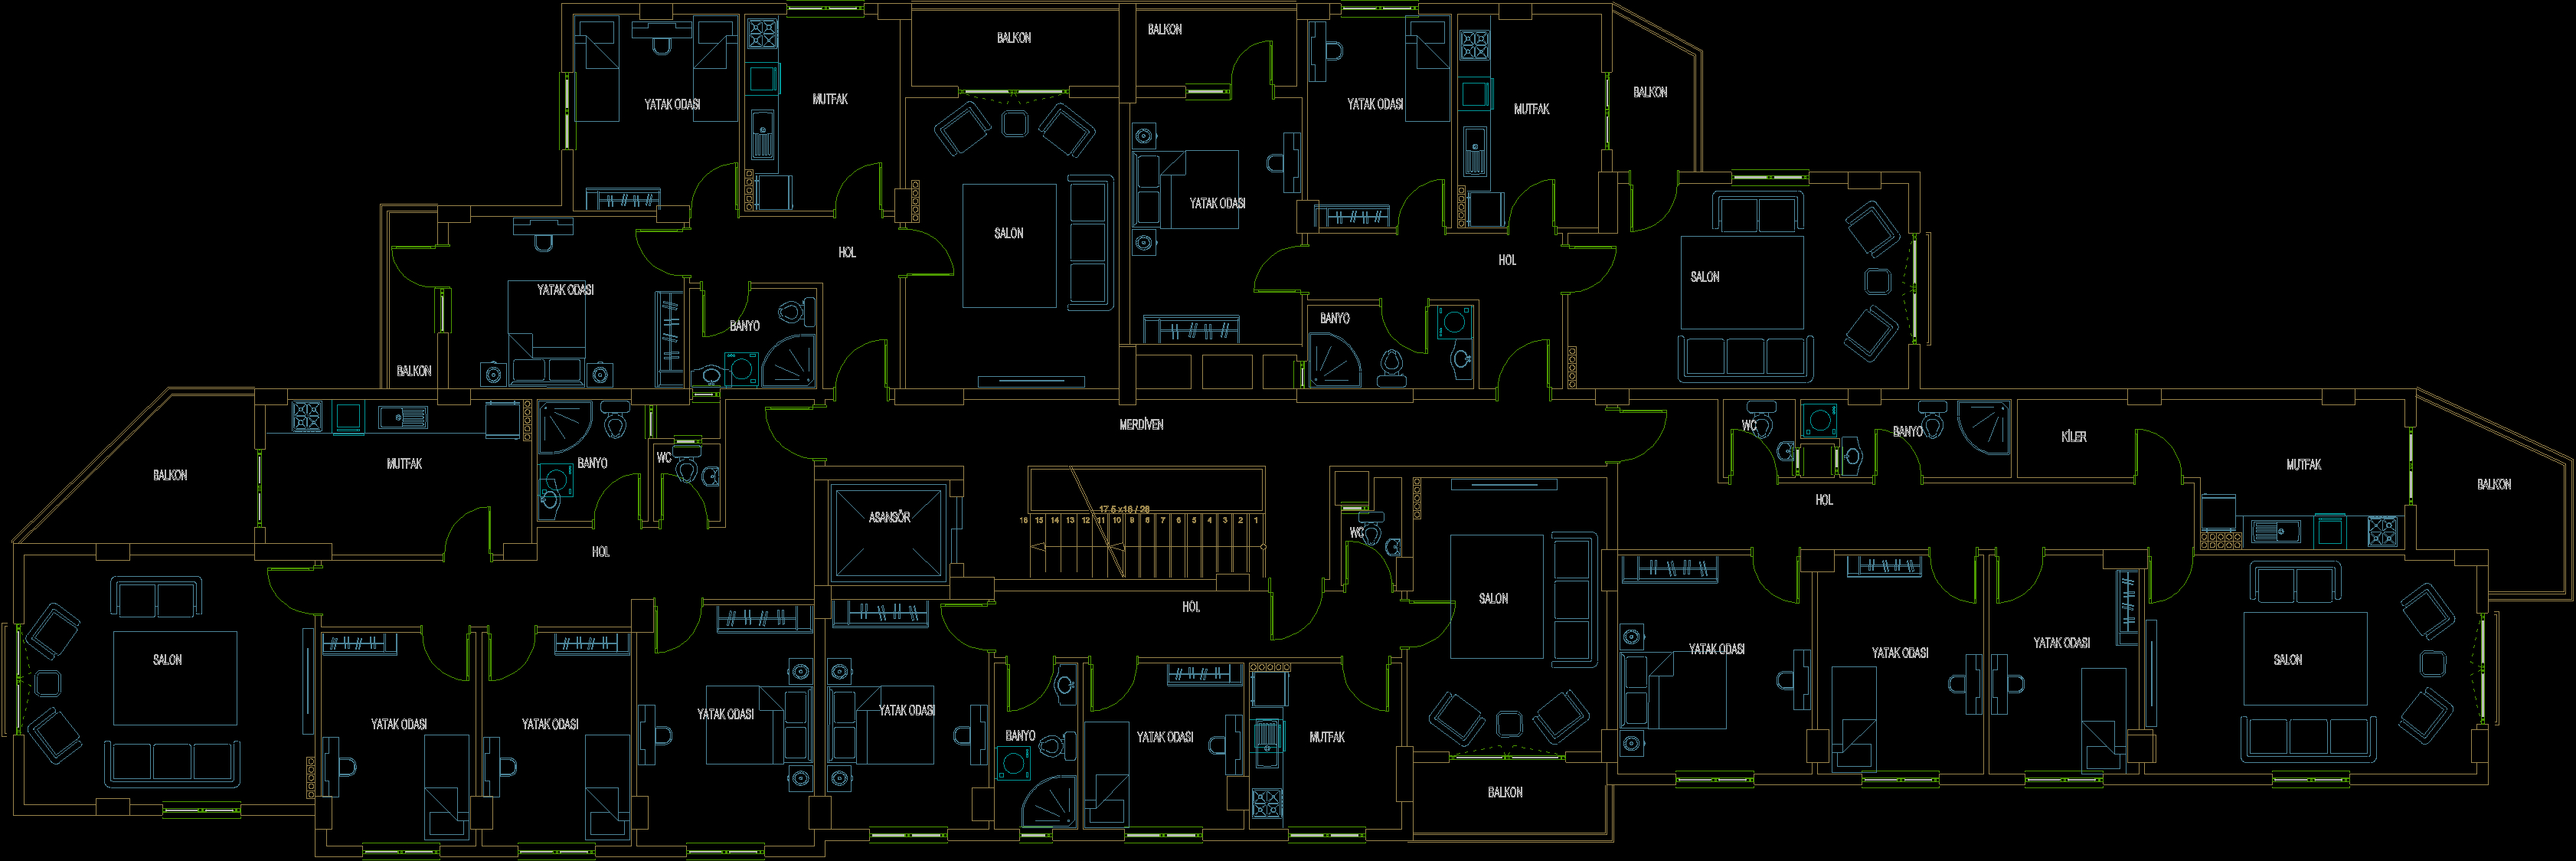 BALKON
BALKON
YATAK ODASI
MUTFAK
YATAK ODASI
MUTFAK
BALKON
YATAK ODASI
SALON
HOL
HOL
SALON
YATAK ODASI
BANYO
BANYO
BALKON
MERDİVEN
WC
BANYO
KİLER
MUTFAK
BALKON
MUTFAK
BANYO
WC
BALKON
HOL
ASANSÖR
17.5 x16 / 28
16 15 14 13 12 11 10 9 8 7 6 5 4 3 2 1
WC
HOL
HOL
SALON
SALON
YATAK ODASI
YATAK ODASI
YATAK ODASI
SALON
YATAK ODASI
YATAK ODASI
YATAK ODASI
YATAK ODASI
BANYO
YATAK ODASI
MUTFAK
BALKON